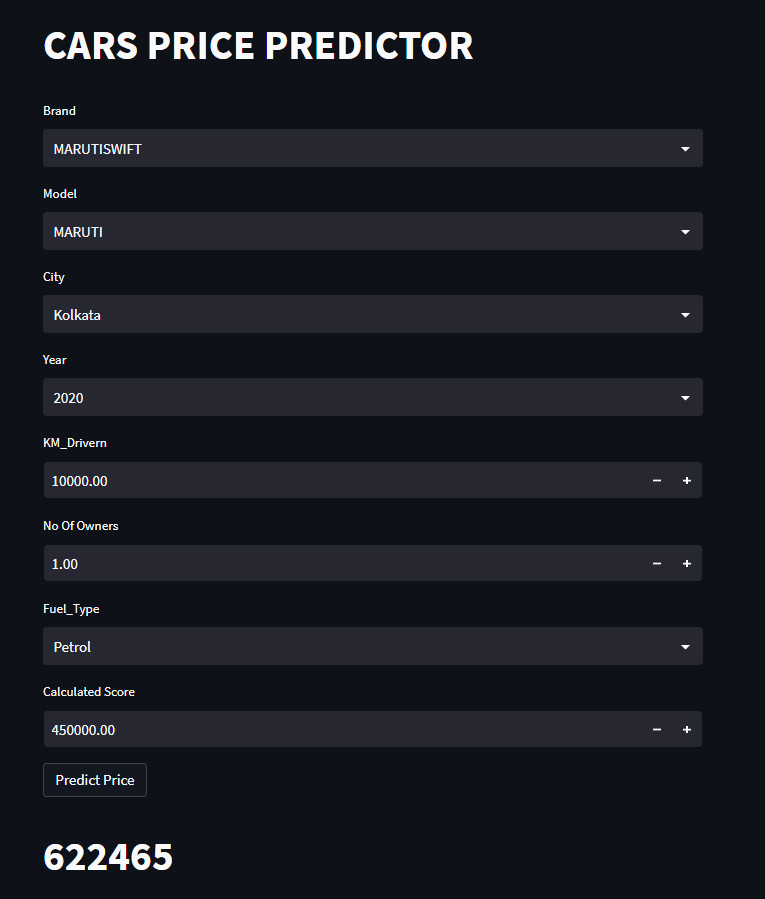 CARS PRICE PREDICTOR
Brand
MARUTISWIFT
Model
MARUTI
City
Kolkata
Year
2020
KM_Drivern
10000.00
No Of Owners
1.00
Fuel_Type
Petrol
Calculated Score
450000.00
Predict Price
622465